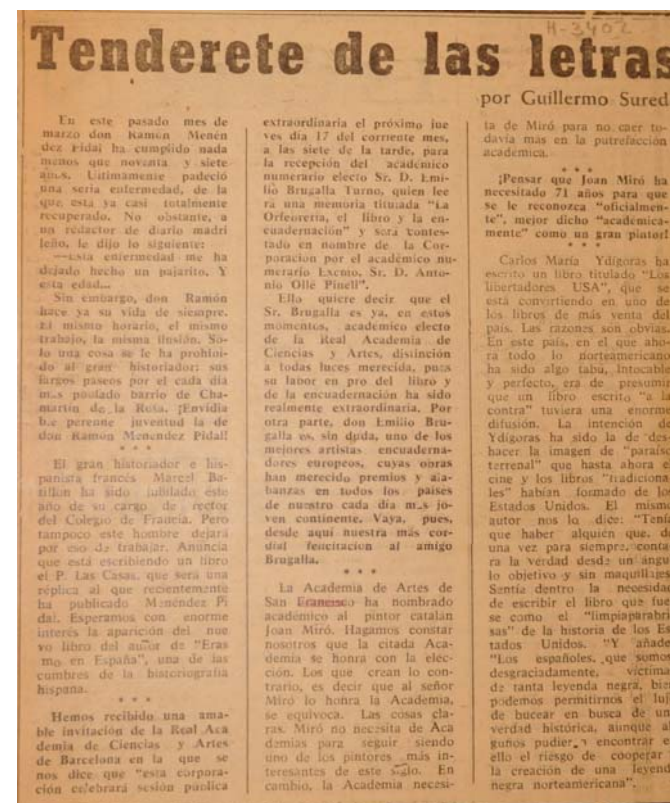 H-3402
Tenderete de las letras
por Guillermo Sured
En este pasado mes de
marzo don Ramón Menén
dez Pidal ha cumplido nada
menos que noventa y siete
años. Ultimamente padeció
una seria enfermedad, de la
que está ya casi totalmente
recuperado. No obstante, a
un redactor de diario madri
leño, le dijo lo siguiente:
—esta enfermedad me ha
dejado hecho un pajarito. Y
esta edad...
Sin embargo, don Ramón
hace ya su vida de siempre.
El mismo horario, el mismo
trabajo, la misma ilusión. Só-
lo una cosa se le ha prohibi-
do al gran historiador: sus
largos paseos por el cada día
más poblado barrio de Cha-
martín de la Rosa. ¡Envidia
ble perenne juventud la de
don Ramón Menéndez Pidal!
* * *
El gran historiador e his-
panista francés Marcel Ba-
tillon ha sido jubilado este
año de su cargo de rector
del Colegio de Francia. Pero
tampoco este hombre dejará
por eso de trabajar. Anuncia
que está escribiendo un libro
el P. Las Casas, que será una
réplica al que recientemente
ha publicado Menéndez Pi
dal. Esperamos con enorme
interés la aparición del nue
vo libro del autor de "Eras
mo en España", una de las
cumbres de la historiografía
hispana.
* * *
Hemos recibido una ama-
ble invitación de la Real Aca
demia de Ciencias y Artes
de Barcelona en la que se
nos dice que "esta corpora-
ción celebrará sesión pública
extraordinaria el próximo jue
ves día 17 del corriente mes,
a las siete de la tarde, para
la recepción del académico
numerario electo Sr. D. Emi-
lio Brugalla Turno, quien lee
rá una memoria titulada "La
Orfebrería, el libro y la en-
cuadernación" y será contes-
tado en nombre de la Cor-
poración por el académico nu-
merario Excmo. Sr. D. Anto-
nio Ollé Pinell".
Ello quiere decir que el
Sr. Brugalla es ya, en estos
momentos, académico electo
de la Real Academia de
Ciencias y Artes, distinción
a todas luces merecida, pues
su labor en pro del libro y
de la encuadernación ha sido
realmente extraordinaria. Por
otra parte, don Emilio Bru-
galla es, sin duda, uno de los
mejores artistas encuaderna-
dores europeos, cuyas obras
han merecido premios y ala-
banzas en todos los países
de nuestro cada día más jo-
ven continente. Vaya, pues,
desde aquí nuestra más cor-
dial felicitación al amigo
Brugalla.
* * *
La Academia de Artes de
San Francisco ha nombrado
académico al pintor catalán
Joan Miró. Hagamos constar
nosotros que la citada Aca-
demia se honra con la elec-
ción. Los que crean lo con-
trario, es decir que al señor
Miró lo honra la Academia,
se equivoca. Las cosas cla-
ras. Miró no necesita de Aca
demias para seguir siendo
uno de los pintores más in-
teresantes de este siglo. En
cambio, la Academia necesi-
ta de Miró para no caer to-
davía más en la putrefacción
académica.
* * *
¡Pensar que Joan Miró ha
necesitado 71 años para que
se le reconozca "oficialmen-
te", mejor dicho "académica-
mente" como un gran pintor!
* * *
Carlos María Ydígoras ha
escrito un libro titulado "Los
libertadores USA", que se
está convirtiendo en uno de
los libros de más venta del
país. Las razones son obvias.
En este país, en el que aho-
ra todo lo norteamericano
ha sido algo tabú, intocable
y perfecto, era de presumir
que un libro escrito "a la
contra" tuviera una enorme
difusión. La intención de
Ydígoras ha sido la de "des-
hacer la imagen de "paraíso
terrenal" que hasta ahora el
cine y los libros "tradiciona
les" habían formado de los
Estados Unidos. El mismo
autor nos lo dice: "Tenía
que haber alguien que, de
una vez para siempre, conta
ra la verdad desde un ángu
lo objetivo y sin maquillajes
Sentía dentro la necesidad
de escribir el libro que fue
se como el "limpiaparabri
sas" de la historia de los Es
tados Unidos. "Y añade
"Los españoles, que somos
desgraciadamente, víctima
de tanta leyenda negra, bien
podemos permitirnos el lujo
de bucear en busca de una
verdad histórica, aunque al
gunos pudieran encontrar en
ello el riesgo de cooperar a
la creación de una leyenda
negra norteamericana".